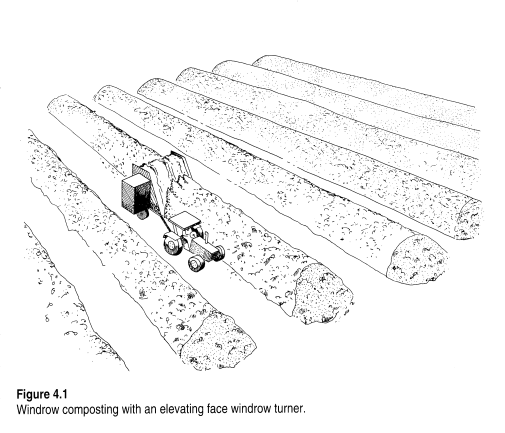 Figure 4.1
Windrow composting with an elevating face windrow turner.